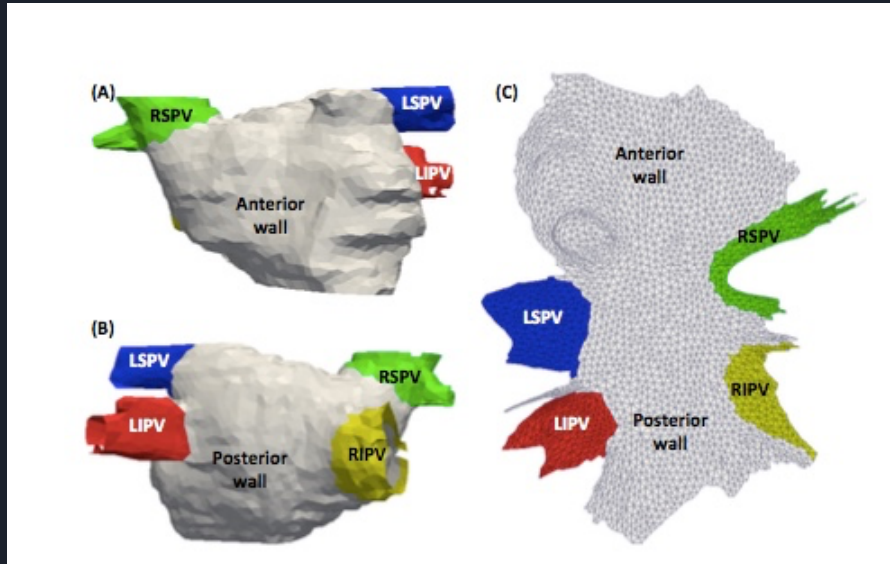 (A)
RSPV
LSPV
LIPV
Anterior
wall
(B)
LSPV
RSPV
LIPV
RIPV
Posterior
wall
(C)
Anterior
wall
RSPV
LSPV
RIPV
LIPV
Posterior
wall